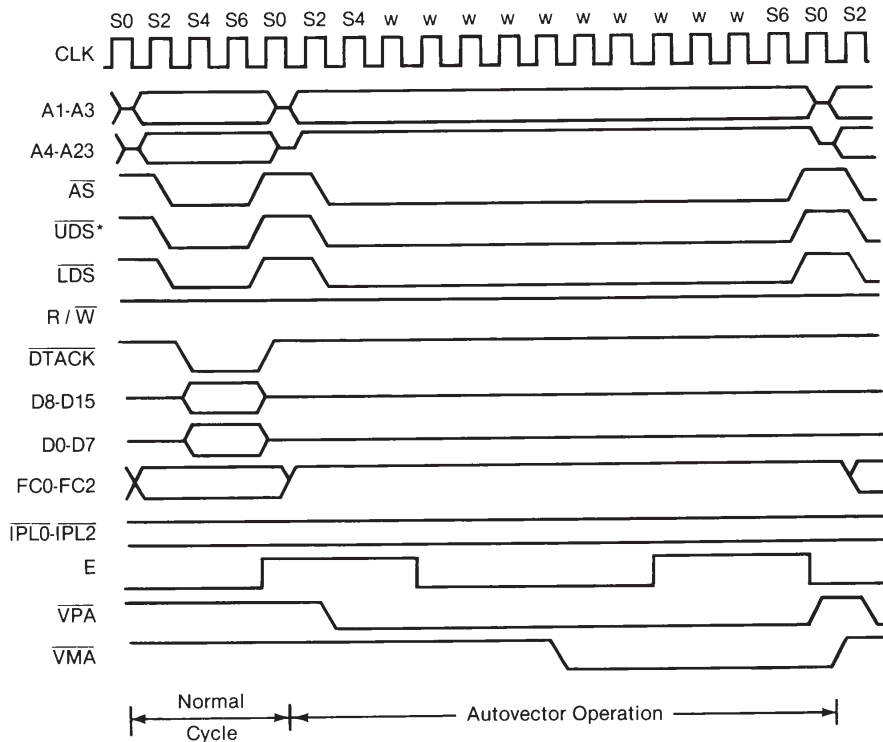 S0 S2 S4 S6 S0 S2 S4 w w w w w w w w w w S6 S0 S2
CLK
A1-A3
A4-A23
AS
UDS*
LDS
R / W
DTACK
D8-D15
D0-D7
FC0-FC2
IPL0-IPL2
E
VPA
VMA
Normal
Cycle
Autovector Operation